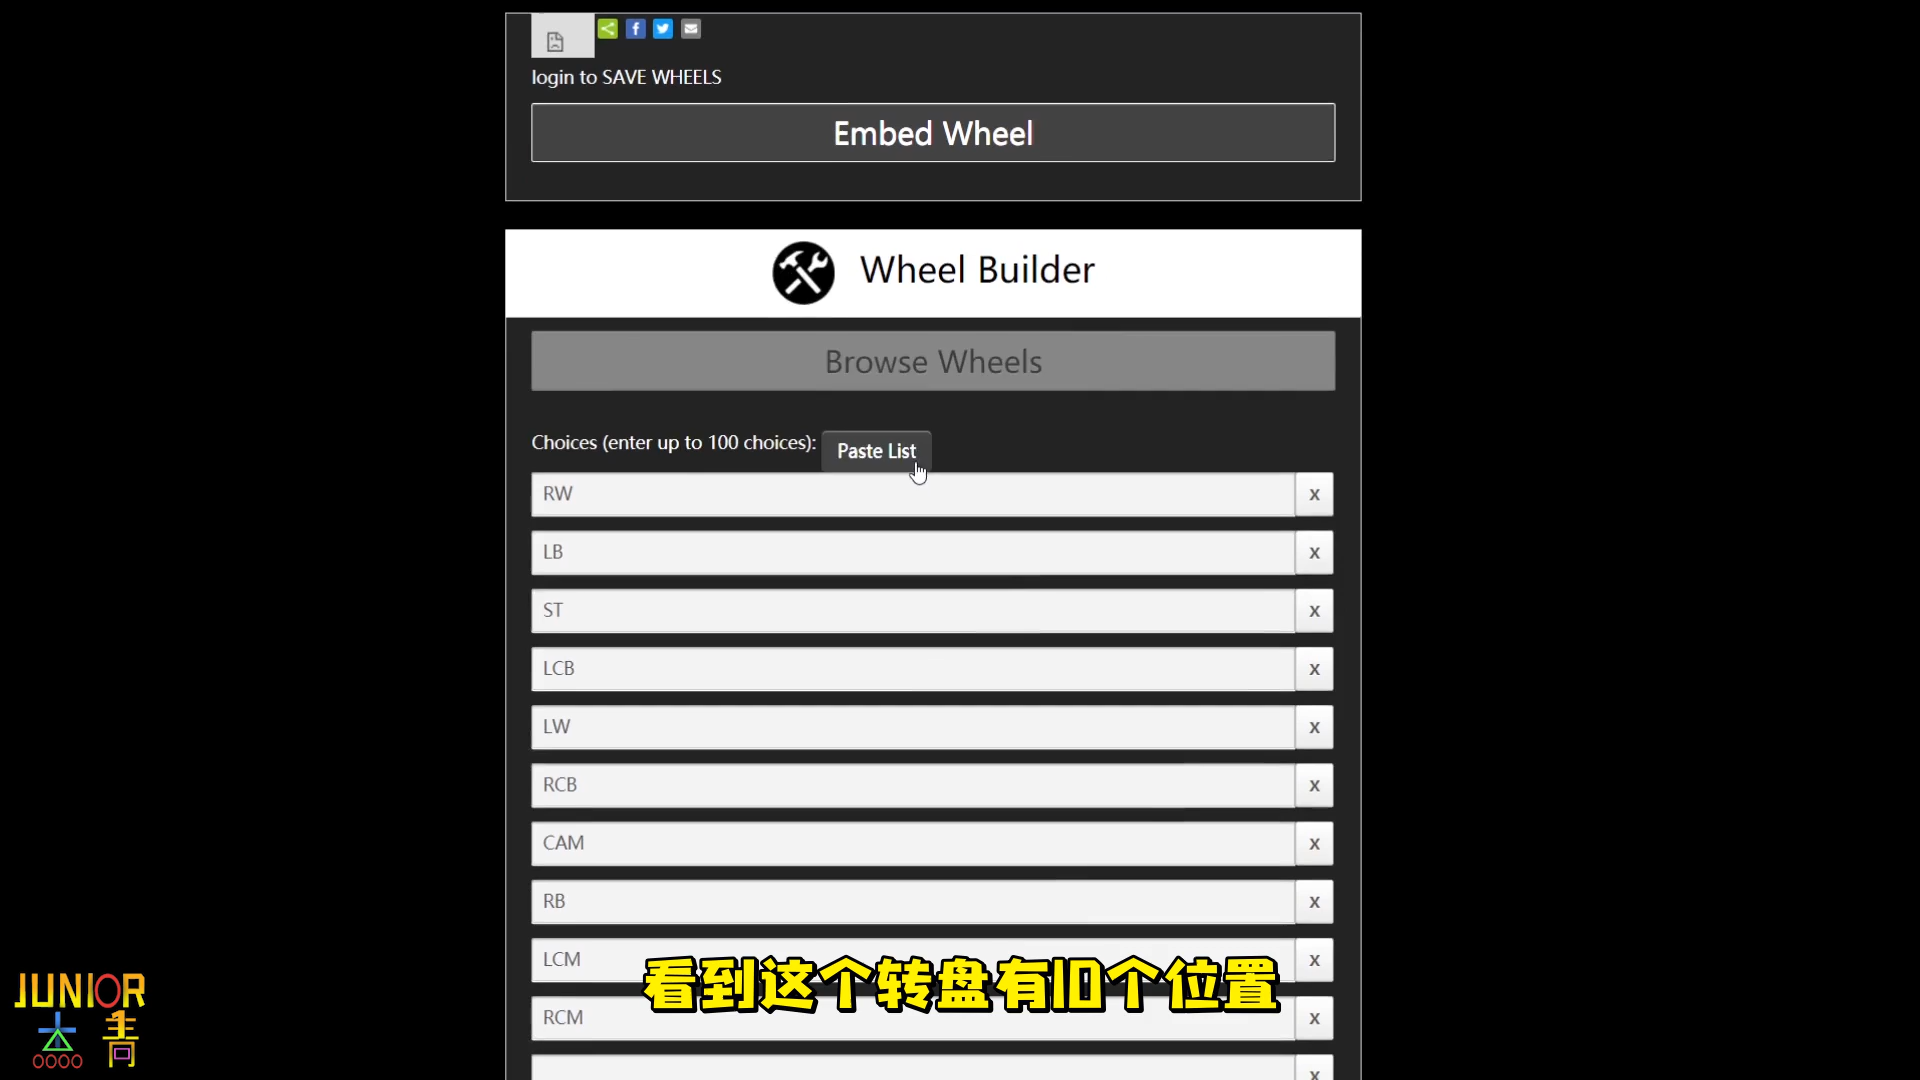 login to SAVE WHEELS
Embed Wheel
Wheel Builder
Browse Wheels
Choices (enter up to 100 choices): Paste List
RW x
LB x
ST x
LCB x
LW x
RCB x
CAM x
RB x
LCM x
RCM x
x
看到这个转盘有10个位置
JUNIOR